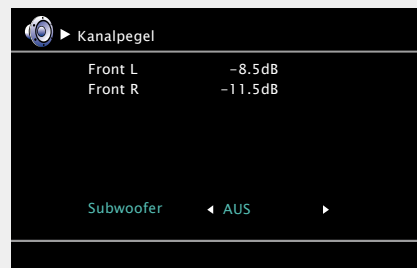 Kanalpegel
Front L -8.5dB
Front R -11.5dB
Subwoofer AUS